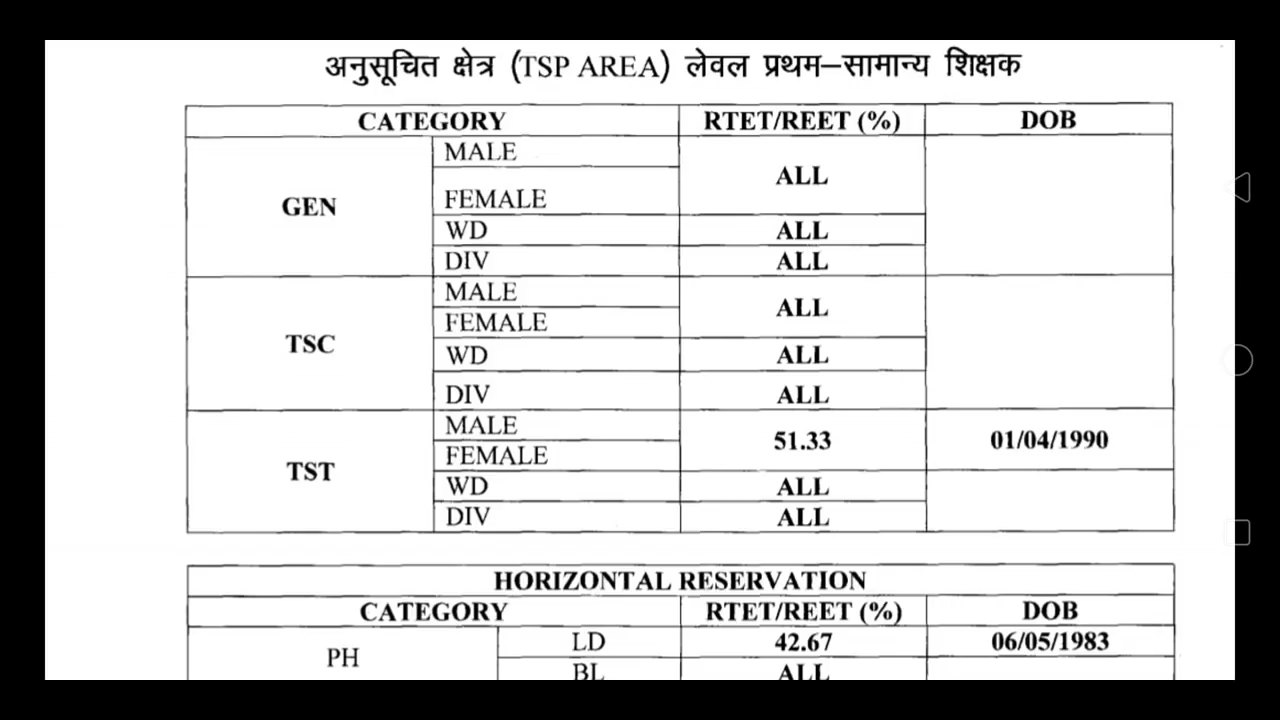 अनुसूचित क्षेत्र (TSP AREA) लेवल प्रथम–सामान्य शिक्षक
CATEGORY RTET/REET (%) DOB
GEN MALE ALL
FEMALE
WD ALL
DIV ALL
TSC MALE ALL
FEMALE
WD ALL
DIV ALL
TST MALE 51.33 01/04/1990
FEMALE
WD ALL
DIV ALL
HORIZONTAL RESERVATION
CATEGORY RTET/REET (%) DOB
PH LD 42.67 06/05/1983
BL ALL